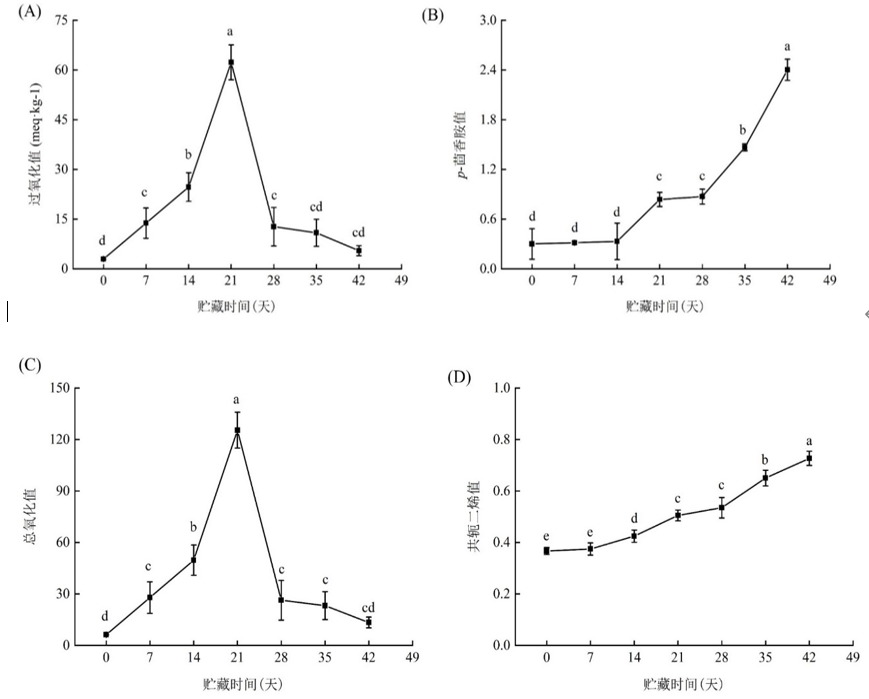 (A)
75
60
45
30
15
0
过氧化值 (meq·kg-1)
d
c
b
a
c
cd
cd
0 7 14 21 28 35 42 49
贮藏时间(天)
(B)
3.0
2.4
1.8
1.2
0.6
0.0
p-茴香胺值
d
d
d
c
c
b
a
0 7 14 21 28 35 42 49
贮藏时间(天)
(C)
150
120
90
60
30
0
总氧化值
d
c
b
a
c
c
cd
0 7 14 21 28 35 42 49
贮藏时间(天)
(D)
1.0
0.8
0.6
0.4
0.2
0.0
共轭二烯值
e
e
d
c
c
b
a
0 7 14 21 28 35 42 49
贮藏时间(天)